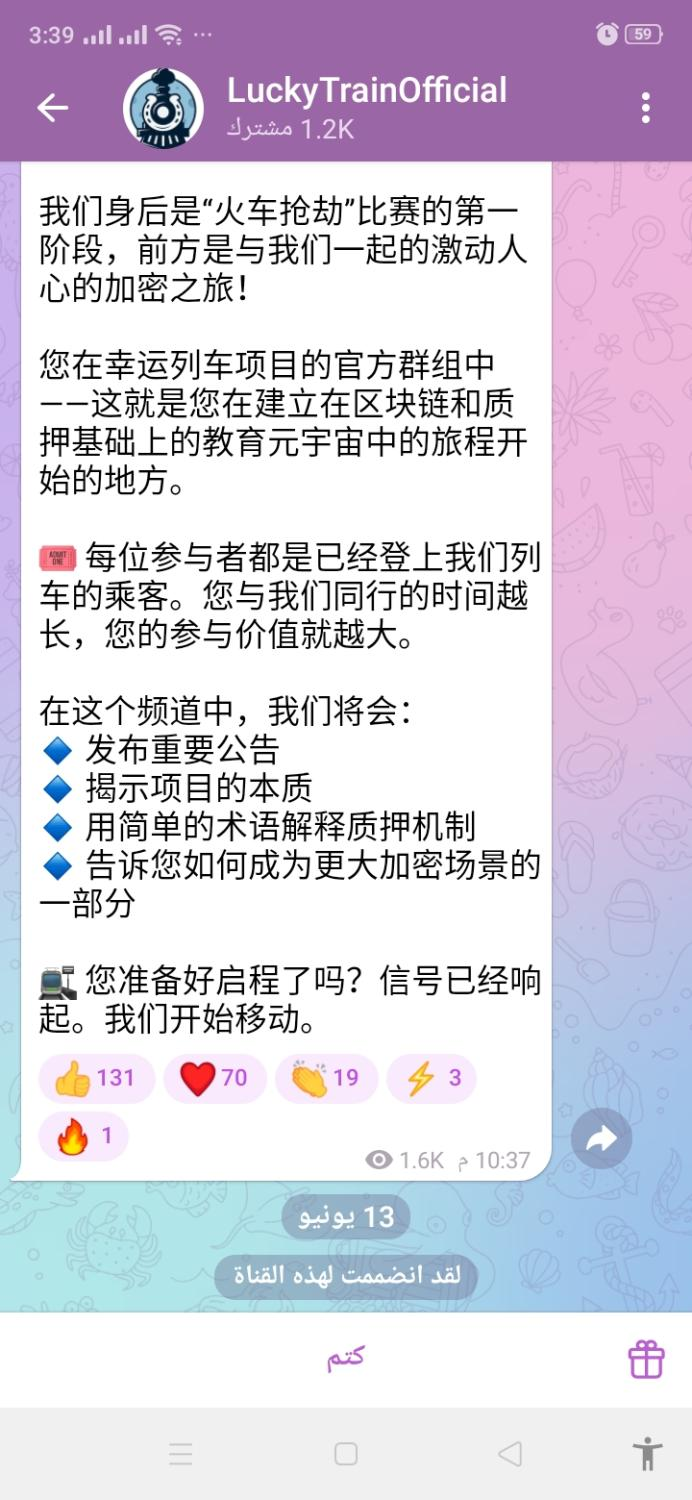 3:39
59
LuckyTrainOfficial
1.2K مشترك
我们身后是“火车抢劫”比赛的第一
阶段，前方是与我们一起的激动人
心的加密之旅！
您在幸运列车项目的官方群组中
——这就是您在建立在区块链和质
押基础上的教育元宇宙中的旅程开
始的地方。
🎟 每位参与者都是已经登上我们列
车的乘客。您与我们同行的时间越
长，您的参与价值就越大。
在这个频道中，我们将会：
🔷 发布重要公告
🔷 揭示项目的本质
🔷 用简单的术语解释质押机制
🔷 告诉您如何成为更大加密场景的
一部分
🚉 您准备好启程了吗？信号已经响
起。我们开始移动。
👍 131 ❤ 70 👏 19 ⚡ 3
🔥 1
1.6K 10:37 م
13 يونيو
لقد انضممت لهذه القناة
كتم